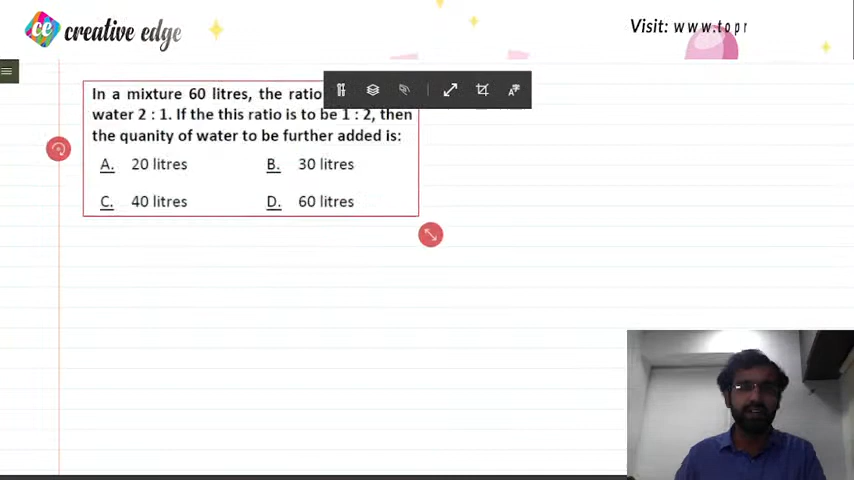 ce creative edge
Visit: www.topr
In a mixture 60 litres, the ratio
water 2 : 1. If the this ratio is to be 1 : 2, then
the quanity of water to be further added is:
A. 20 litres B. 30 litres
C. 40 litres D. 60 litres